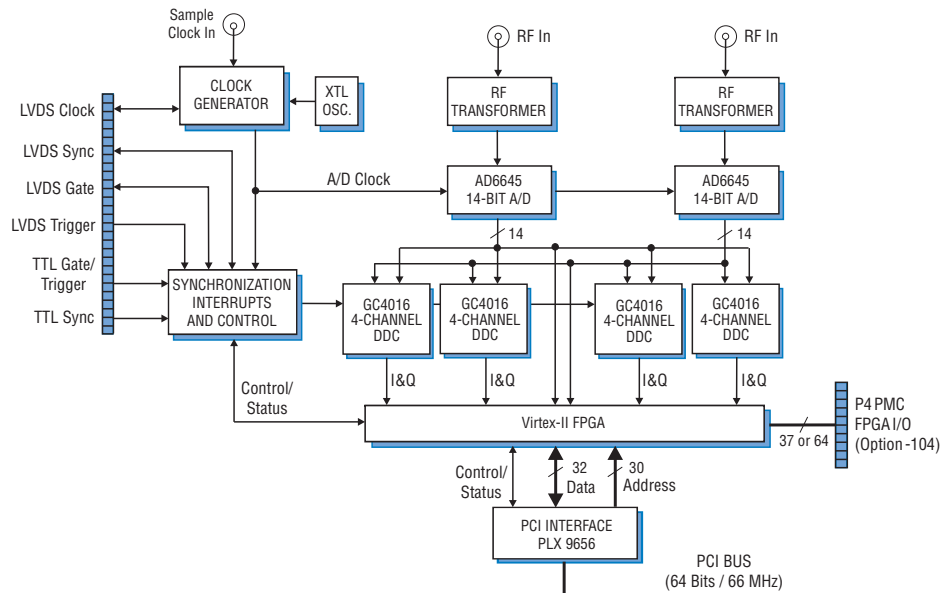 Sample
Clock In
RF In
RF In
CLOCK
GENERATOR
XTL
OSC.
RF
TRANSFORMER
RF
TRANSFORMER
LVDS Clock
LVDS Sync
LVDS Gate
LVDS Trigger
TTL Gate/
Trigger
TTL Sync
A/D Clock
AD6645
14-BIT A/D
AD6645
14-BIT A/D
14
14
SYNCHRONIZATION
INTERRUPTS
AND CONTROL
GC4016
4-CHANNEL
DDC
GC4016
4-CHANNEL
DDC
GC4016
4-CHANNEL
DDC
GC4016
4-CHANNEL
DDC
I&Q
I&Q
I&Q
I&Q
Control/
Status
Virtex-II FPGA
37 or 64
P4 PMC
FPGA I/O
(Option -104)
Control/
Status
32
Data
30
Address
PCI INTERFACE
PLX 9656
PCI BUS
(64 Bits / 66 MHz)